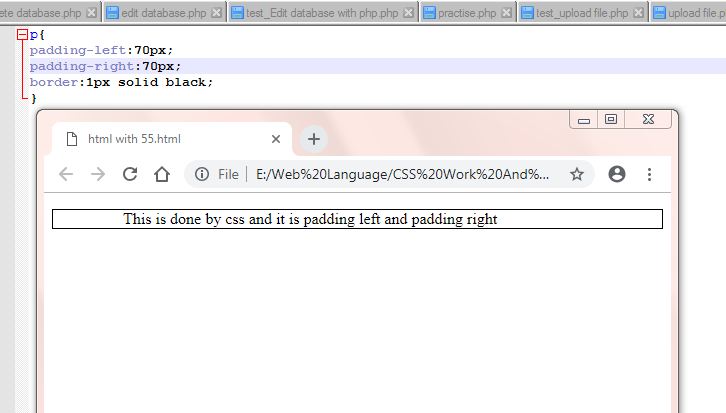 ete database.php edit database.php test_Edit database with php.php practise.php test_upload file.php upload file.p
p{
padding-left:70px;
padding-right:70px;
border:1px solid black;
}
html with 55.html
File E:/Web%20Language/CSS%20Work%20And%...
This is done by css and it is padding left and padding right